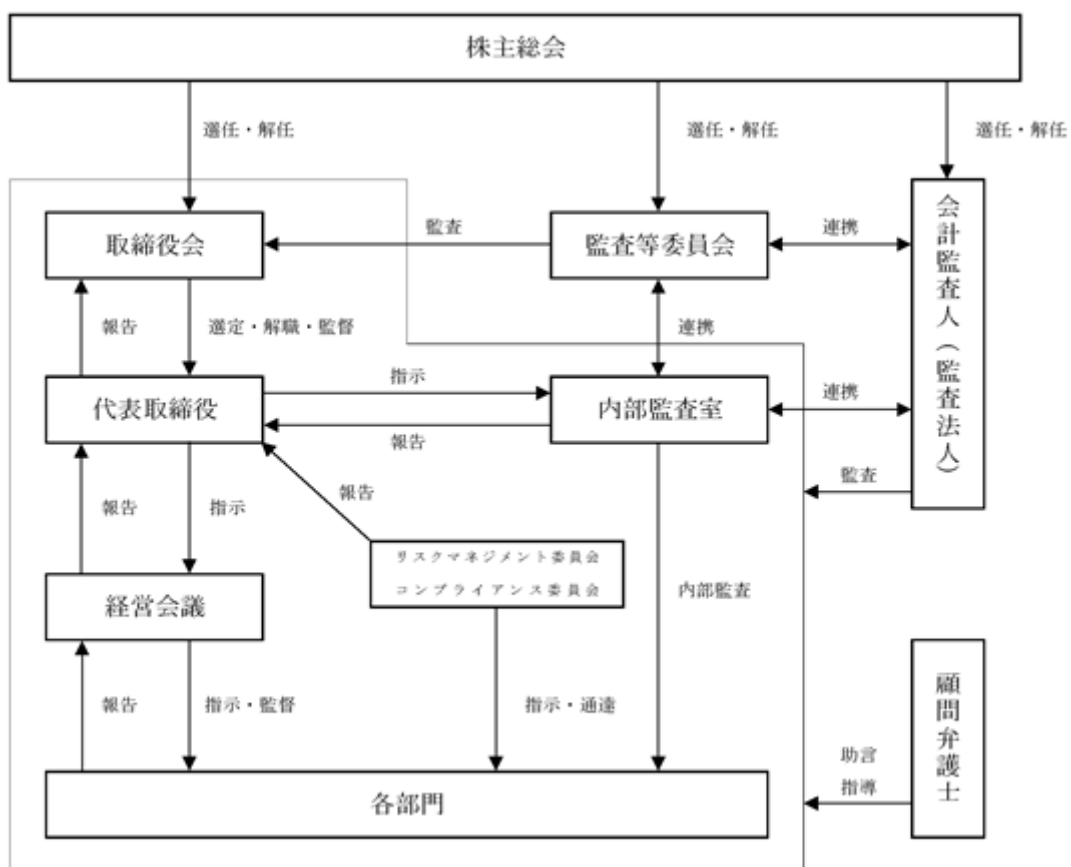 株主総会
選任・解任
選任・解任
選任・解任
取締役会
監査
監査等委員会
連携
会計監査人(監査法人)
報告
選定・解職・監督
連携
代表取締役
指示
報告
内部監査室
連携
監査
報告
指示
報告
リスクマネジメント委員会
コンプライアンス委員会
内部監査
経営会議
報告
指示・監督
指示・通達
顧問弁護士
助言
指導
各部門